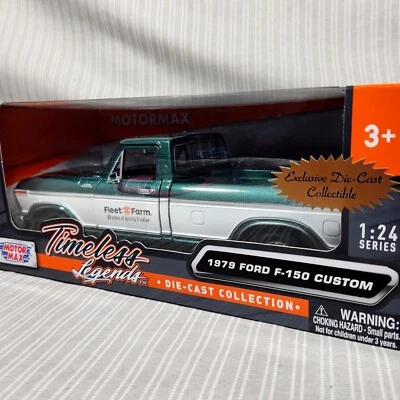 MOTORMAX
3+
Exclusive Die-Cast
Collectible
Fleet Farm
1:24
SERIES
Timeless
Legends TM
MOTOR
MAX
1979 FORD F-150 CUSTOM
• DIE-CAST COLLECTION •
WARNING:
CHOKING HAZARD - Small parts.
Not for children under 3 years.